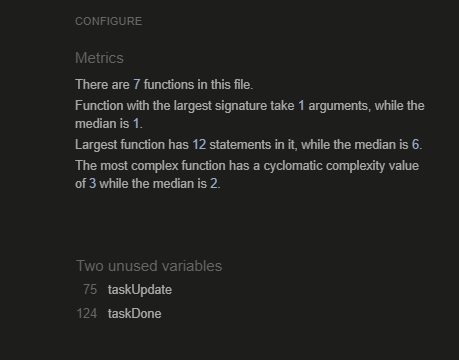 CONFIGURE
Metrics
There are 7 functions in this file.
Function with the largest signature take 1 arguments, while the
median is 1.
Largest function has 12 statements in it, while the median is 6.
The most complex function has a cyclomatic complexity value
of 3 while the median is 2.
Two unused variables
75 taskUpdate
124 taskDone